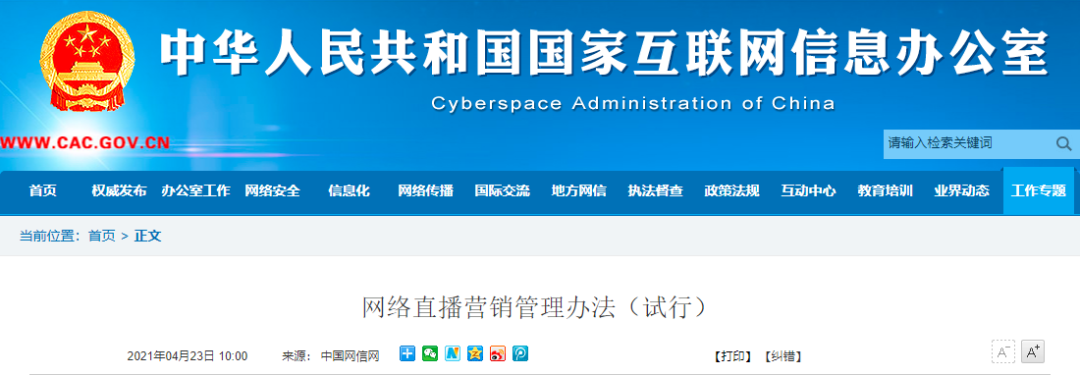 中华人民共和国国家互联网信息办公室
Cyberspace Administration of China
WWW.CAC.GOV.CN
请输入检索关键词
首页 权威发布 办公室工作 网络安全 信息化 网络传播 国际交流 地方网信 执法督查 政策法规 互动中心 教育培训 业界动态 工作专题
当前位置：首页 > 正文
网络直播营销管理办法（试行）
2021年04月23日 10:00 来源： 中国网信网 【打印】【纠错】 A- A+